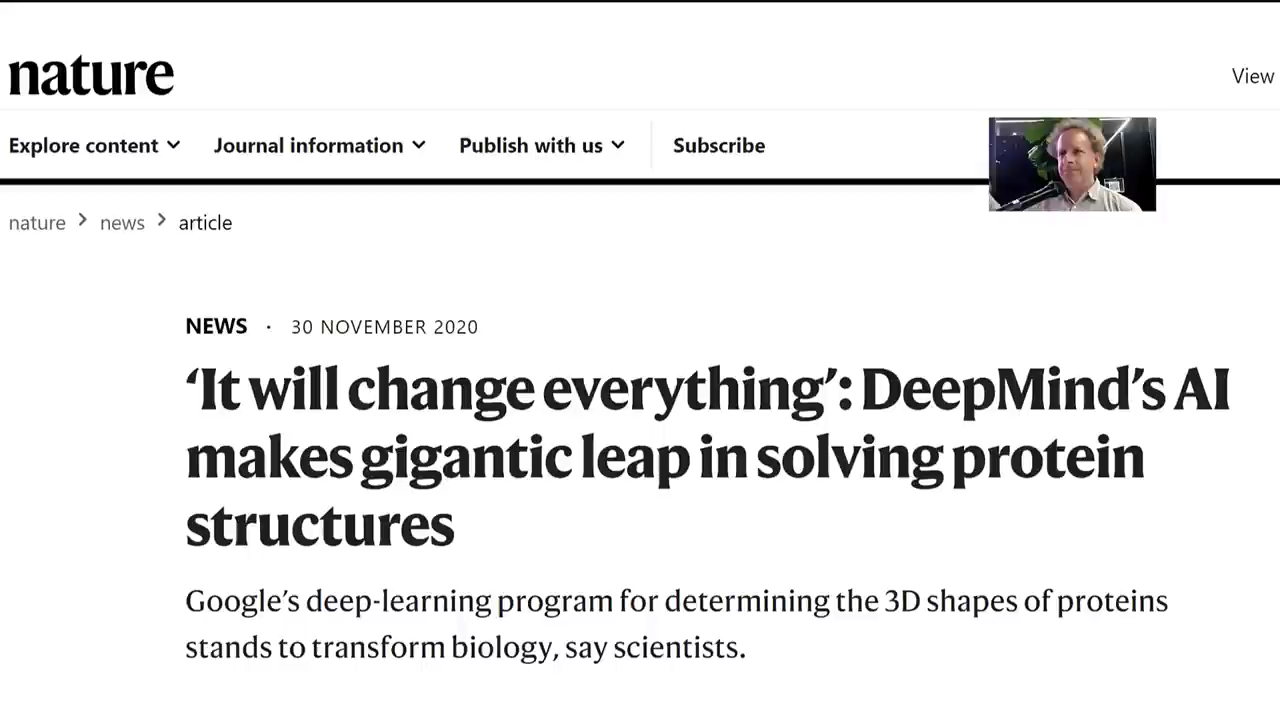 nature
View
Explore content
Journal information
Publish with us
Subscribe
nature > news > article
NEWS · 30 NOVEMBER 2020
‘It will change everything’: DeepMind’s AI
makes gigantic leap in solving protein
structures
Google’s deep-learning program for determining the 3D shapes of proteins
stands to transform biology, say scientists.